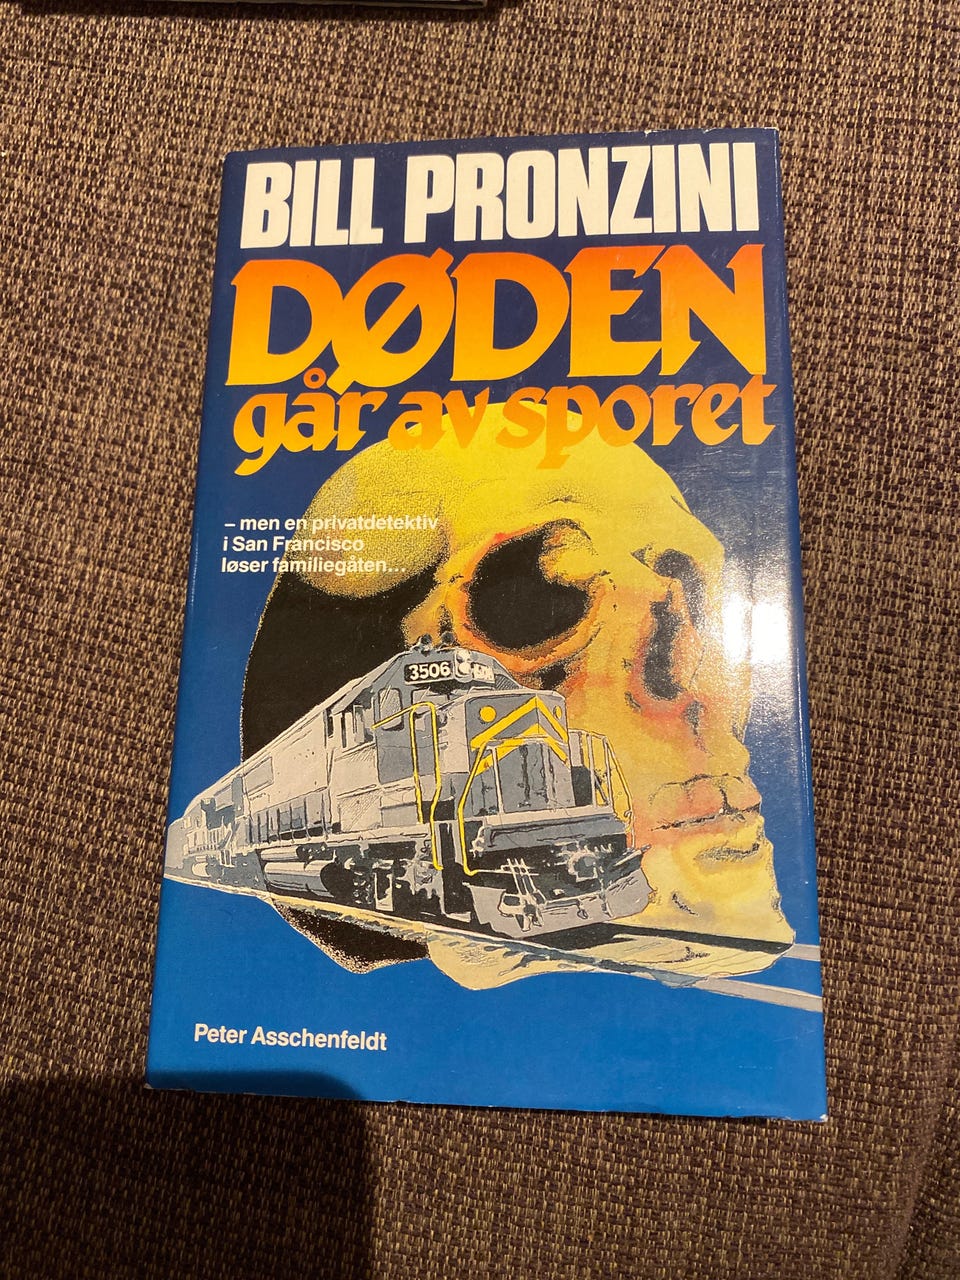 BILL PRONZINI
DØDEN
går av sporet
– men en privatdetektiv
i San Francisco
løser familiegåten...
3506
Peter Asschenfeldt